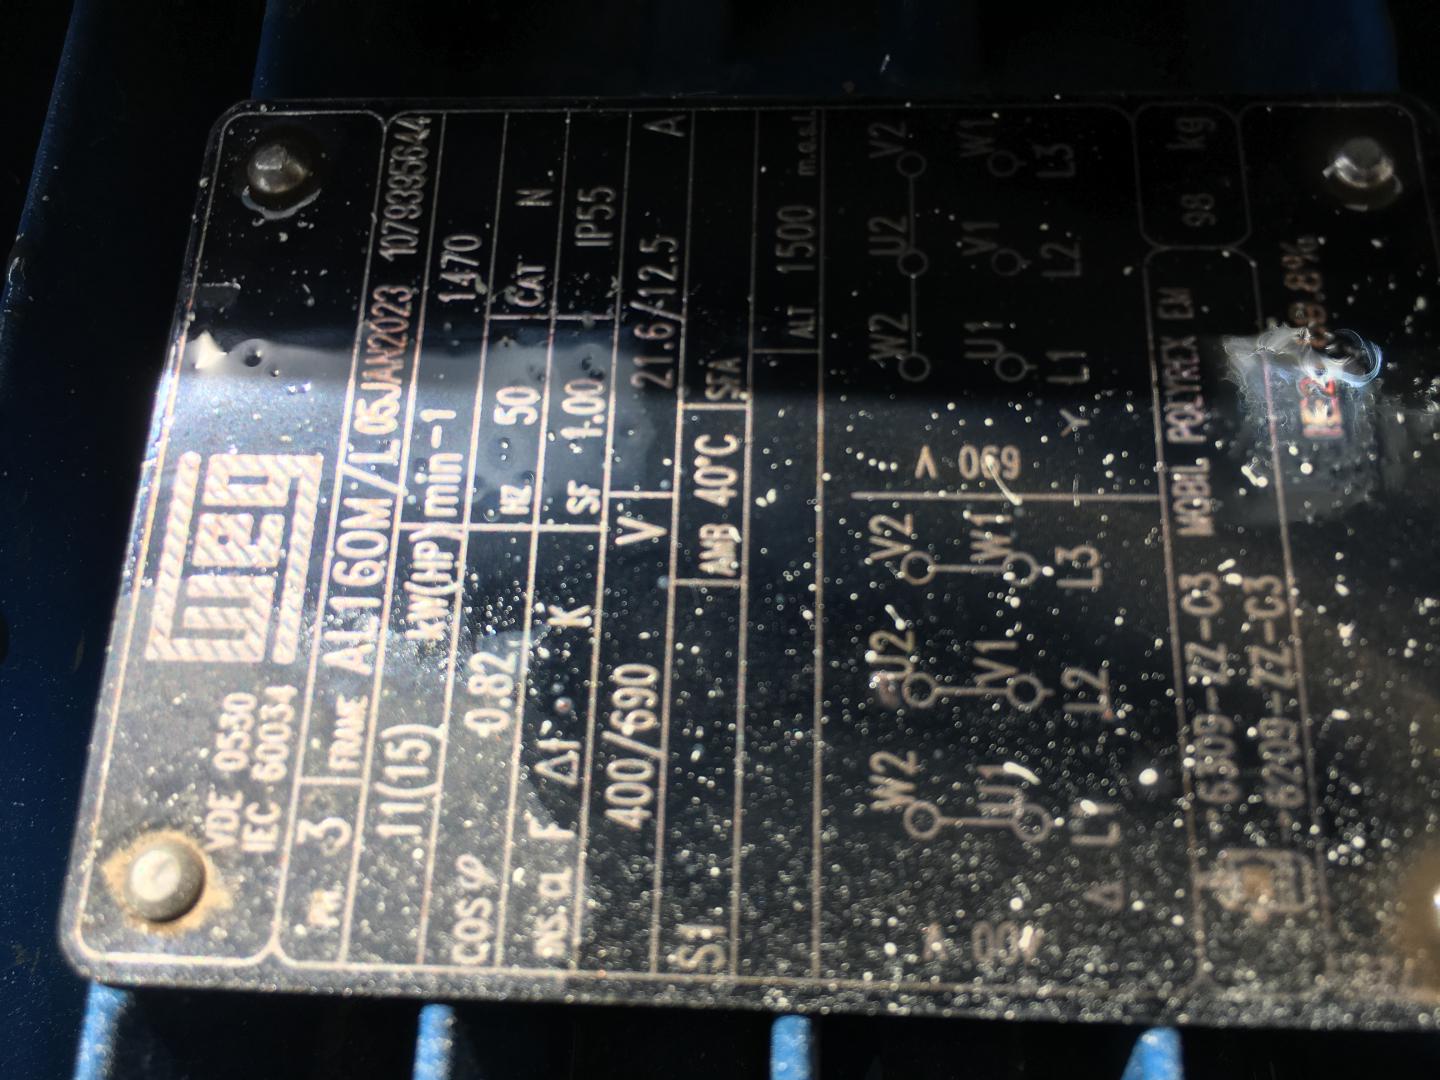 WEG
VDE 0530
IEC 60034
PH. 3 FRAME AL160M/L 05JAN2023 1079395644
11(15) kW(HP) min-1 1470
COS φ 0.82 HZ 50 CAT N
INS.CL F Δt K SF 1.00 IP55
400/690 V 21.6/12.5 A
S1 AMB 40°C SFA
ALT 1500 m.a.s.l.
W2 U2 V2 W2 U2 V2
U1 V1 W1 U1 V1 W1
Δ L1 L2 L3 Y L1 L2 L3
400 V 690 V
6309-ZZ-C3 MOBIL POLYREX EM 98 kg
6209-ZZ-C3